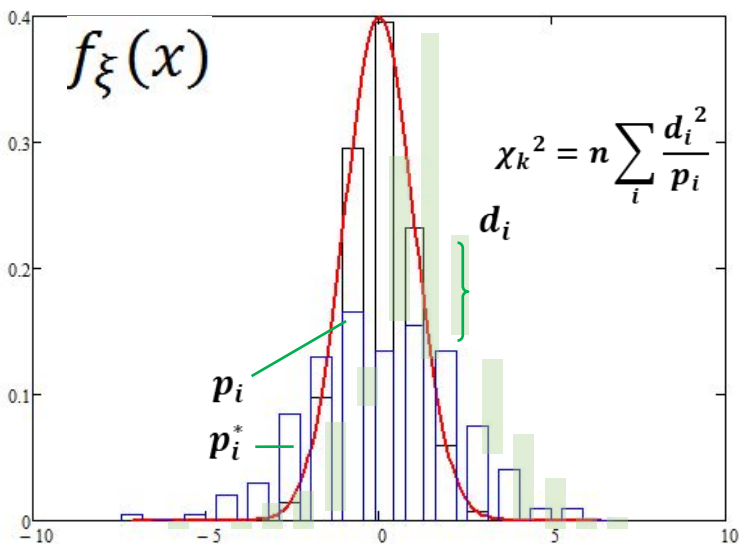 0.4
f_ξ(x)
χ_k² = n ∑_i d_i²/p_i
0.3
d_i
0.2
p_i
0.1
p_i^*
0
−10
−5
0
5
10